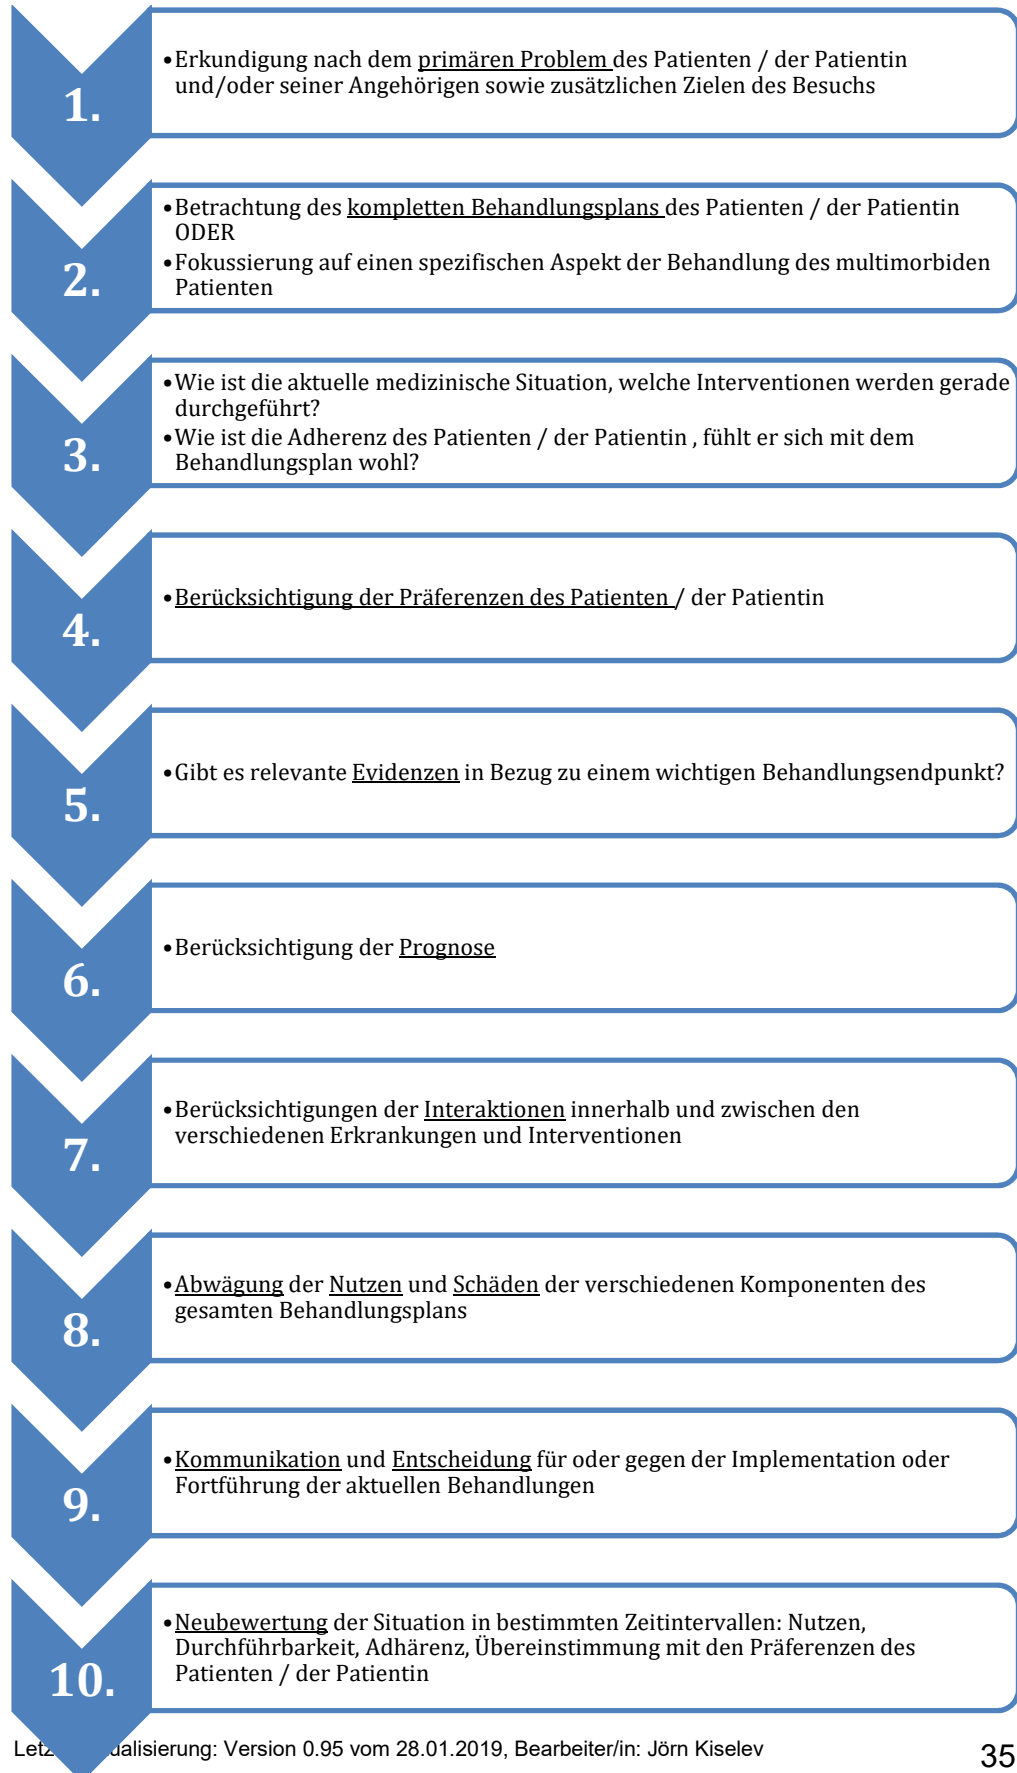 1.
•Erkundigung nach dem primären Problem des Patienten / der Patientin
und/oder seiner Angehörigen sowie zusätzlichen Zielen des Besuchs
2.
•Betrachtung des kompletten Behandlungsplans des Patienten / der Patientin
ODER
•Fokussierung auf einen spezifischen Aspekt der Behandlung des multimorbiden
Patienten
3.
•Wie ist die aktuelle medizinische Situation, welche Interventionen werden gerade
durchgeführt?
•Wie ist die Adherenz des Patienten / der Patientin , fühlt er sich mit dem
Behandlungsplan wohl?
4.
•Berücksichtigung der Präferenzen des Patienten / der Patientin
5.
•Gibt es relevante Evidenzen in Bezug zu einem wichtigen Behandlungsendpunkt?
6.
•Berücksichtigung der Prognose
7.
•Berücksichtigungen der Interaktionen innerhalb und zwischen den
verschiedenen Erkrankungen und Interventionen
8.
•Abwägung der Nutzen und Schäden der verschiedenen Komponenten des
gesamten Behandlungsplans
9.
•Kommunikation und Entscheidung für oder gegen der Implementation oder
Fortführung der aktuellen Behandlungen
10.
•Neubewertung der Situation in bestimmten Zeitintervallen: Nutzen,
Durchführbarkeit, Adhärenz, Übereinstimmung mit den Präferenzen des
Patienten / der Patientin
Version 0.95 vom 28.01.2019, Bearbeiter/in: Jörn Kiselev
35